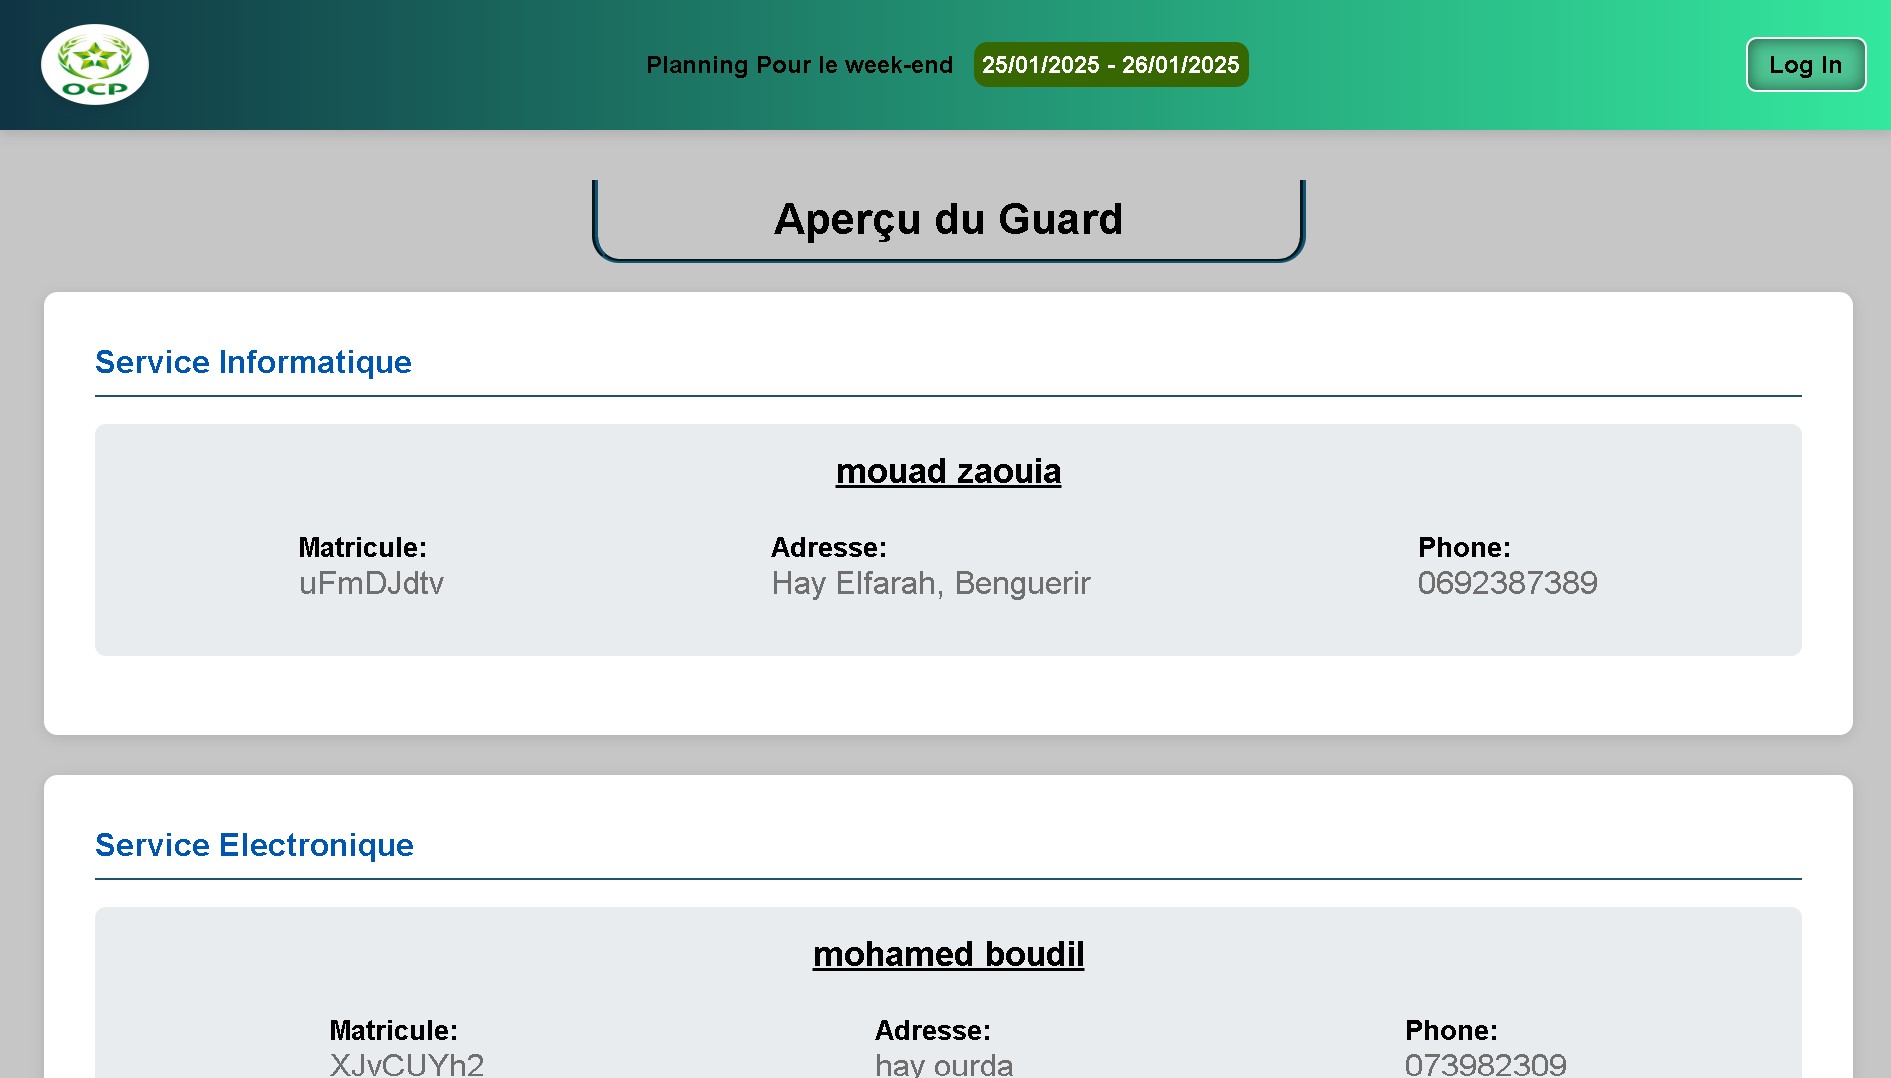 OCP
Planning Pour le week-end 25/01/2025 - 26/01/2025
Log In
Aperçu du Guard
Service Informatique
mouad zaouia
Matricule: Adresse: Phone:
uFmDJdtv Hay Elfarah, Benguerir 0692387389
Service Electronique
mohamed boudil
Matricule: Adresse: Phone:
XJvCUYh2 hay ourda 073982309